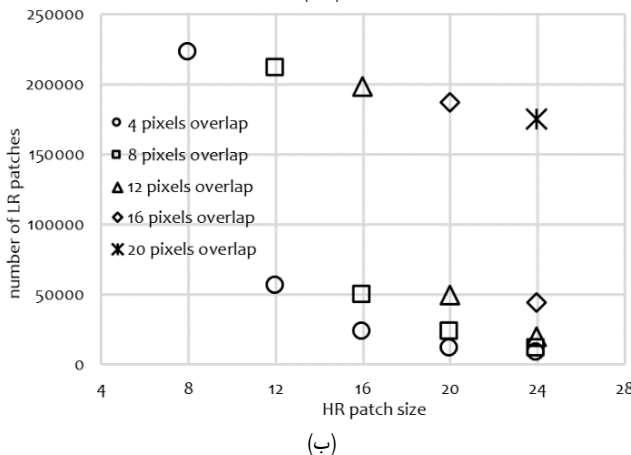 250000
200000
150000
100000
50000
0
number of LR patches
4 pixels overlap
8 pixels overlap
12 pixels overlap
16 pixels overlap
20 pixels overlap
4 8 12 16 20 24 28
HR patch size
(ب)